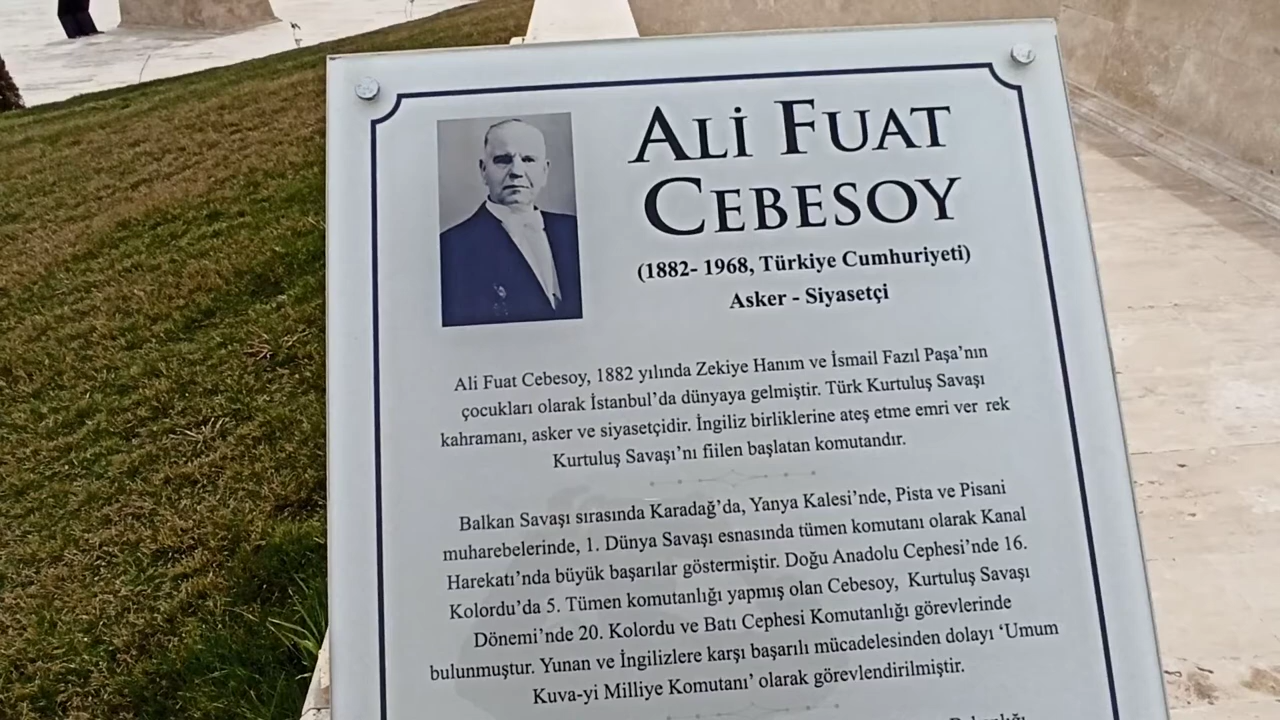 ALİ FUAT
CEBESOY
(1882- 1968, Türkiye Cumhuriyeti)
Asker - Siyasetçi
Ali Fuat Cebesoy, 1882 yılında Zekiye Hanım ve İsmail Fazıl Paşa’nın
çocukları olarak İstanbul’da dünyaya gelmiştir. Türk Kurtuluş Savaşı
kahramanı, asker ve siyasetçidir. İngiliz birliklerine ateş etme emri ver rek
Kurtuluş Savaşı’nı fiilen başlatan komutandır.
Balkan Savaşı sırasında Karadağ’da, Yanya Kalesi’nde, Pista ve Pisani
muharebelerinde, 1. Dünya Savaşı esnasında tümen komutanı olarak Kanal
Harekatı’nda büyük başarılar göstermiştir. Doğu Anadolu Cephesi’nde 16.
Kolordu’da 5. Tümen komutanlığı yapmış olan Cebesoy, Kurtuluş Savaşı
Dönemi’nde 20. Kolordu ve Batı Cephesi Komutanlığı görevlerinde
bulunmuştur. Yunan ve İngilizlere karşı başarılı mücadelesinden dolayı ‘Umum
Kuva-yi Milliye Komutanı’ olarak görevlendirilmiştir.